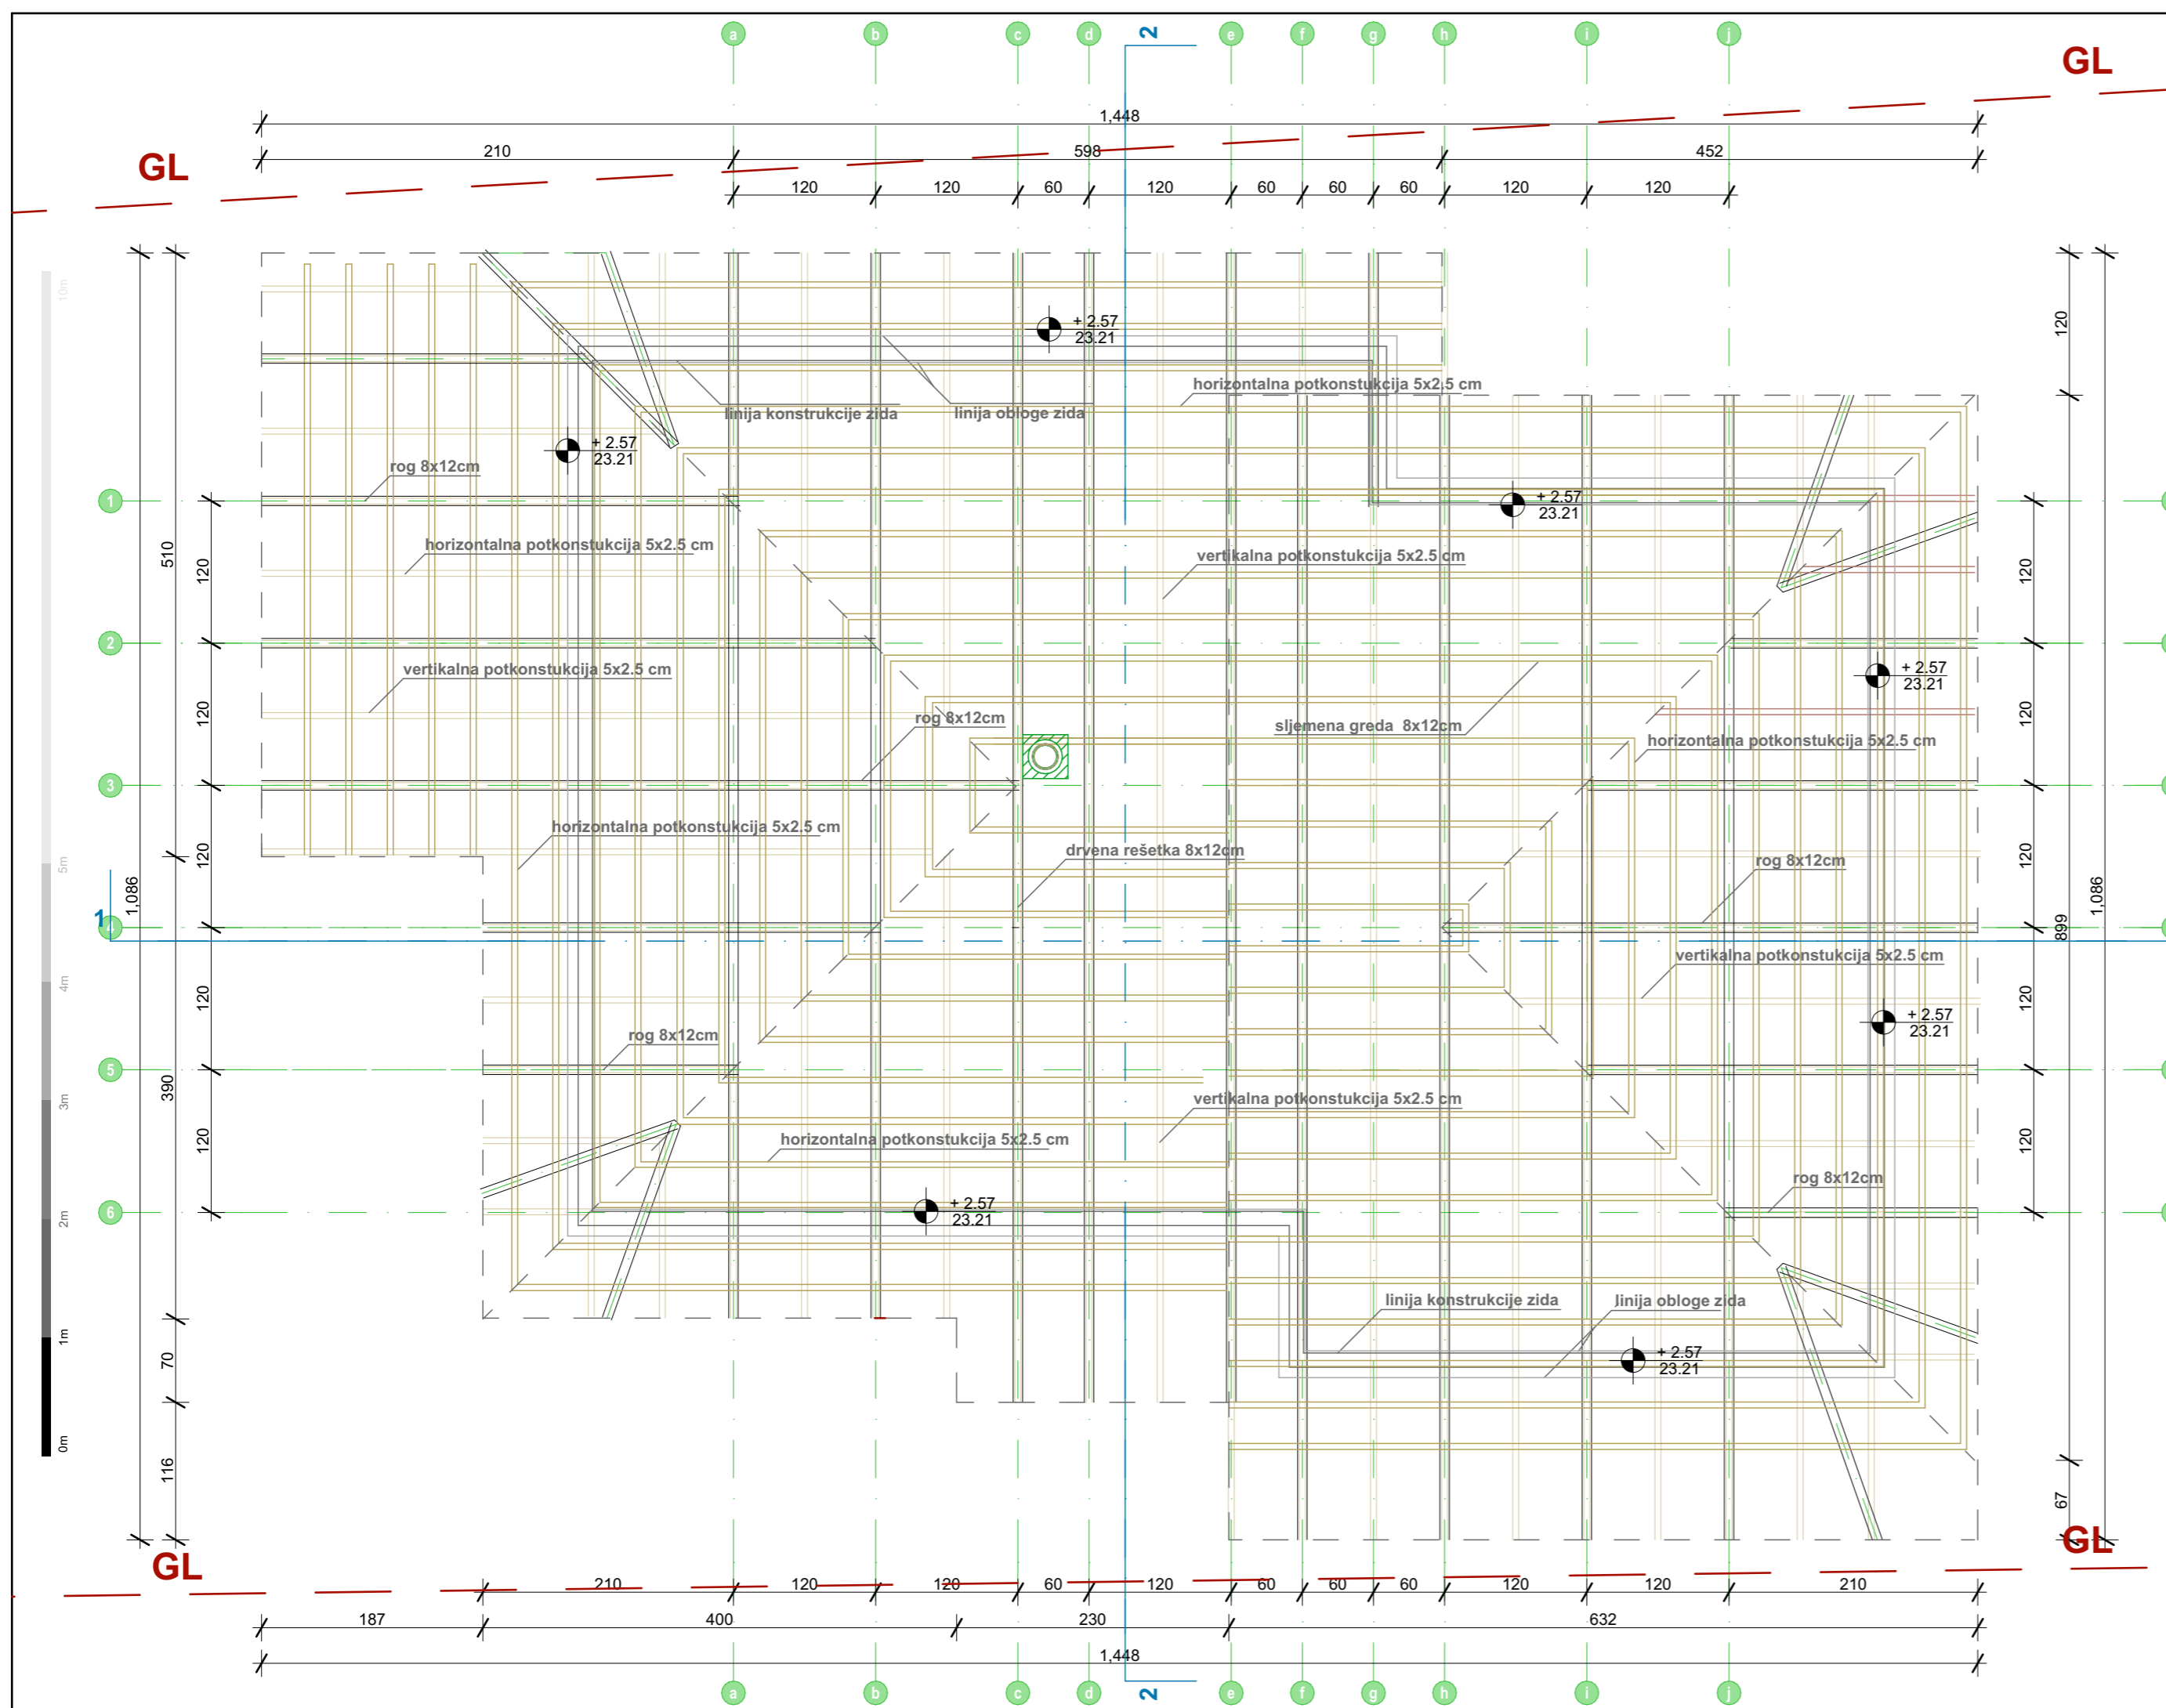 a b c d e f g h i j
2
GL
1,448
GL
210 598 452
120 120 60 120 60 60 60 120 120
10m
+ 2.57
23.21
120
horizontalna potkonstukcija 5x2.5 cm
linija konstrukcije zida
linija obloge zida
+ 2.57
23.21
rog 8x12cm
1
+ 2.57
23.21
horizontalna potkonstukcija 5x2.5 cm
510
120
vertikalna potkonstukcija 5x2.5 cm
120
2
vertikalna potkonstukcija 5x2.5 cm
+ 2.57
23.21
120
rog 8x12cm
sljemena greda 8x12cm
horizontalna potkonstukcija 5x2.5 cm
120
3
horizontalna potkonstukcija 5x2.5 cm
5m
120
drvena rešetka 8x12cm
rog 8x12cm
120
1,086
1,086
1
4
899
vertikalna potkonstukcija 5x2.5 cm
4m
120
120
+ 2.57
23.21
rog 8x12cm
5
390
3m
vertikalna potkonstukcija 5x2.5 cm
120
horizontalna potkonstukcija 5x2.5 cm
120
rog 8x12cm
2m
6
+ 2.57
23.21
linija konstrukcije zida
linija obloge zida
1m
70
+ 2.57
23.21
0m
116
67
GL
GL
210 120 120 60 120 60 60 60 120 120 210
187 400 230 632
1,448
a b c d e f g h i j
2